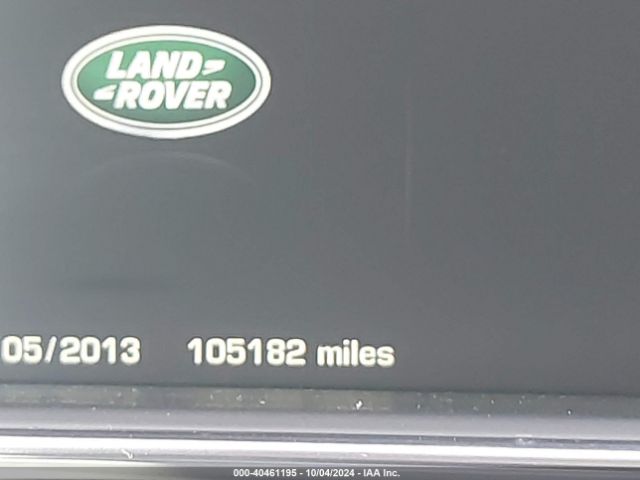 LAND
ROVER
05/2013 105182 miles
000-40461195 - 10/04/2024 - IAA Inc.